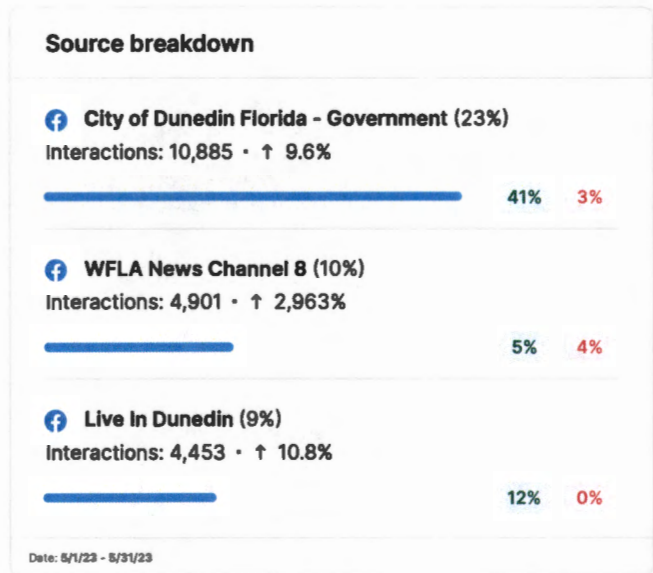 Source breakdown
City of Dunedin Florida - Government (23%)
Interactions: 10,885 · ↑ 9.6%
41% 3%
WFLA News Channel 8 (10%)
Interactions: 4,901 · ↑ 2,963%
5% 4%
Live In Dunedin (9%)
Interactions: 4,453 · ↑ 10.8%
12% 0%
Date: 5/1/23 - 5/31/23